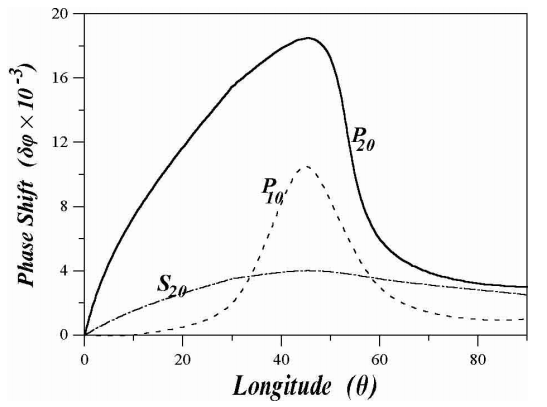 20
16
12
8
4
0
Phase Shift (δφ × 10⁻³)
P₂₀
P₁₀
S₂₀
0
20
40
60
80
Longitude (θ)